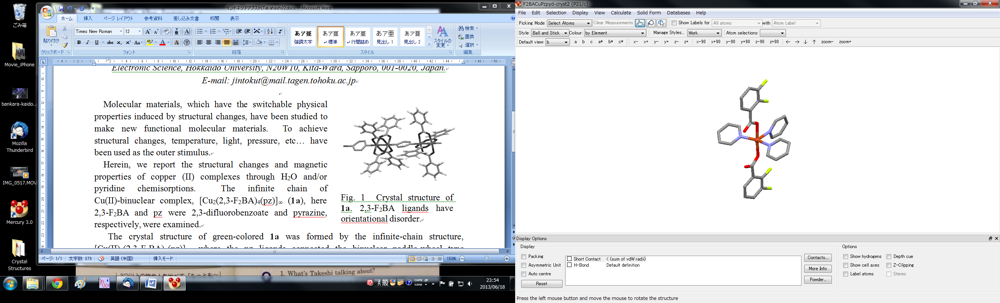 ごみ箱
Movie_iPhone
bankara-kaido...
Mozilla
Thunderbird
IMG_0517.MOV
Mercury 3.0
Crystal
Structures
インドネシアアブスト(Takahashi)2.docx - Microsoft Word
ホーム 挿入 ページ レイアウト 参考資料 差し込み文書 校閲 表示
貼り付け
クリップボード
Times New Roman 12
B I U abc x₂ x² Aa
フォント
段落
あア亜 あア亜 あア亜 あア亜 あア亜
強調太字 ↵ 標準 ↵ 行間詰め 見出し 1 見出し 2
スタイルの
変更
スタイル
検索
置換
選択
編集
Electronic Science, Hokkaido University, N20W10, Kita-Ward, Sapporo, 001-0020, Japan.
E-mail: jintokut@mail.tagen.tohoku.ac.jp
Molecular materials, which have the switchable physical
properties induced by structural changes, have been studied to
make new functional molecular materials. To achieve
structural changes, temperature, light, pressure, etc… have
been used as the outer stimulus.
Herein, we report the structural changes and magnetic
properties of copper (II) complexes through H₂O and/or
pyridine chemisorptions. The infinite chain of
Cu(II)-binuclear complex, [Cu₂(2,3-F₂BA)₄(pz)]∞ (1a), here
2,3-F₂BA and pz were 2,3-difluorobenzoate and pyrazine,
respectively, were examined.
Fig. 1 Crystal structure of
1a. 2,3-F₂BA ligands have
orientational disorder.
The crystal structure of green-colored 1a was formed by the infinite-chain structure,
[Cu(II)₂(2,3-F₂BA)₄(pz)]∞ where the pz ligands connected the binuclear paddle-wheel type
ページ: 1/1 文字数: 379 英語 (米国) 挿入モード 150%
1. What's Takeshi talking about?
A 般 CAPS KANA
23:54
2013/06/18
F2BACuPzpyd-cryst2 (P21/c)
File Edit Selection Display View Calculate Solid Form Databases Help
Picking Mode: Select Atoms Clear Measurements Show Labels for All atoms with Atom Label
Style: Ball and Stick Colour: by Element Manage Styles... Work Atom selections:
Default view: b a b c a* b* c* x- x+ y- y+ z- z+ x-90 x+90 y-90 y+90 z-90 z+90 ← → ↓ ↑ zoom- zoom+
Display Options
Display
Packing
Asymmetric Unit
Auto centre
Reset
Short Contact < (sum of vdW radii)
H-Bond Default definition
Contacts...
More Info
Powder...
Options
Show hydrogens Depth cue
Show cell axes Z-Clipping
Label atoms Stereo
Press the left mouse button and move the mouse to rotate the structure